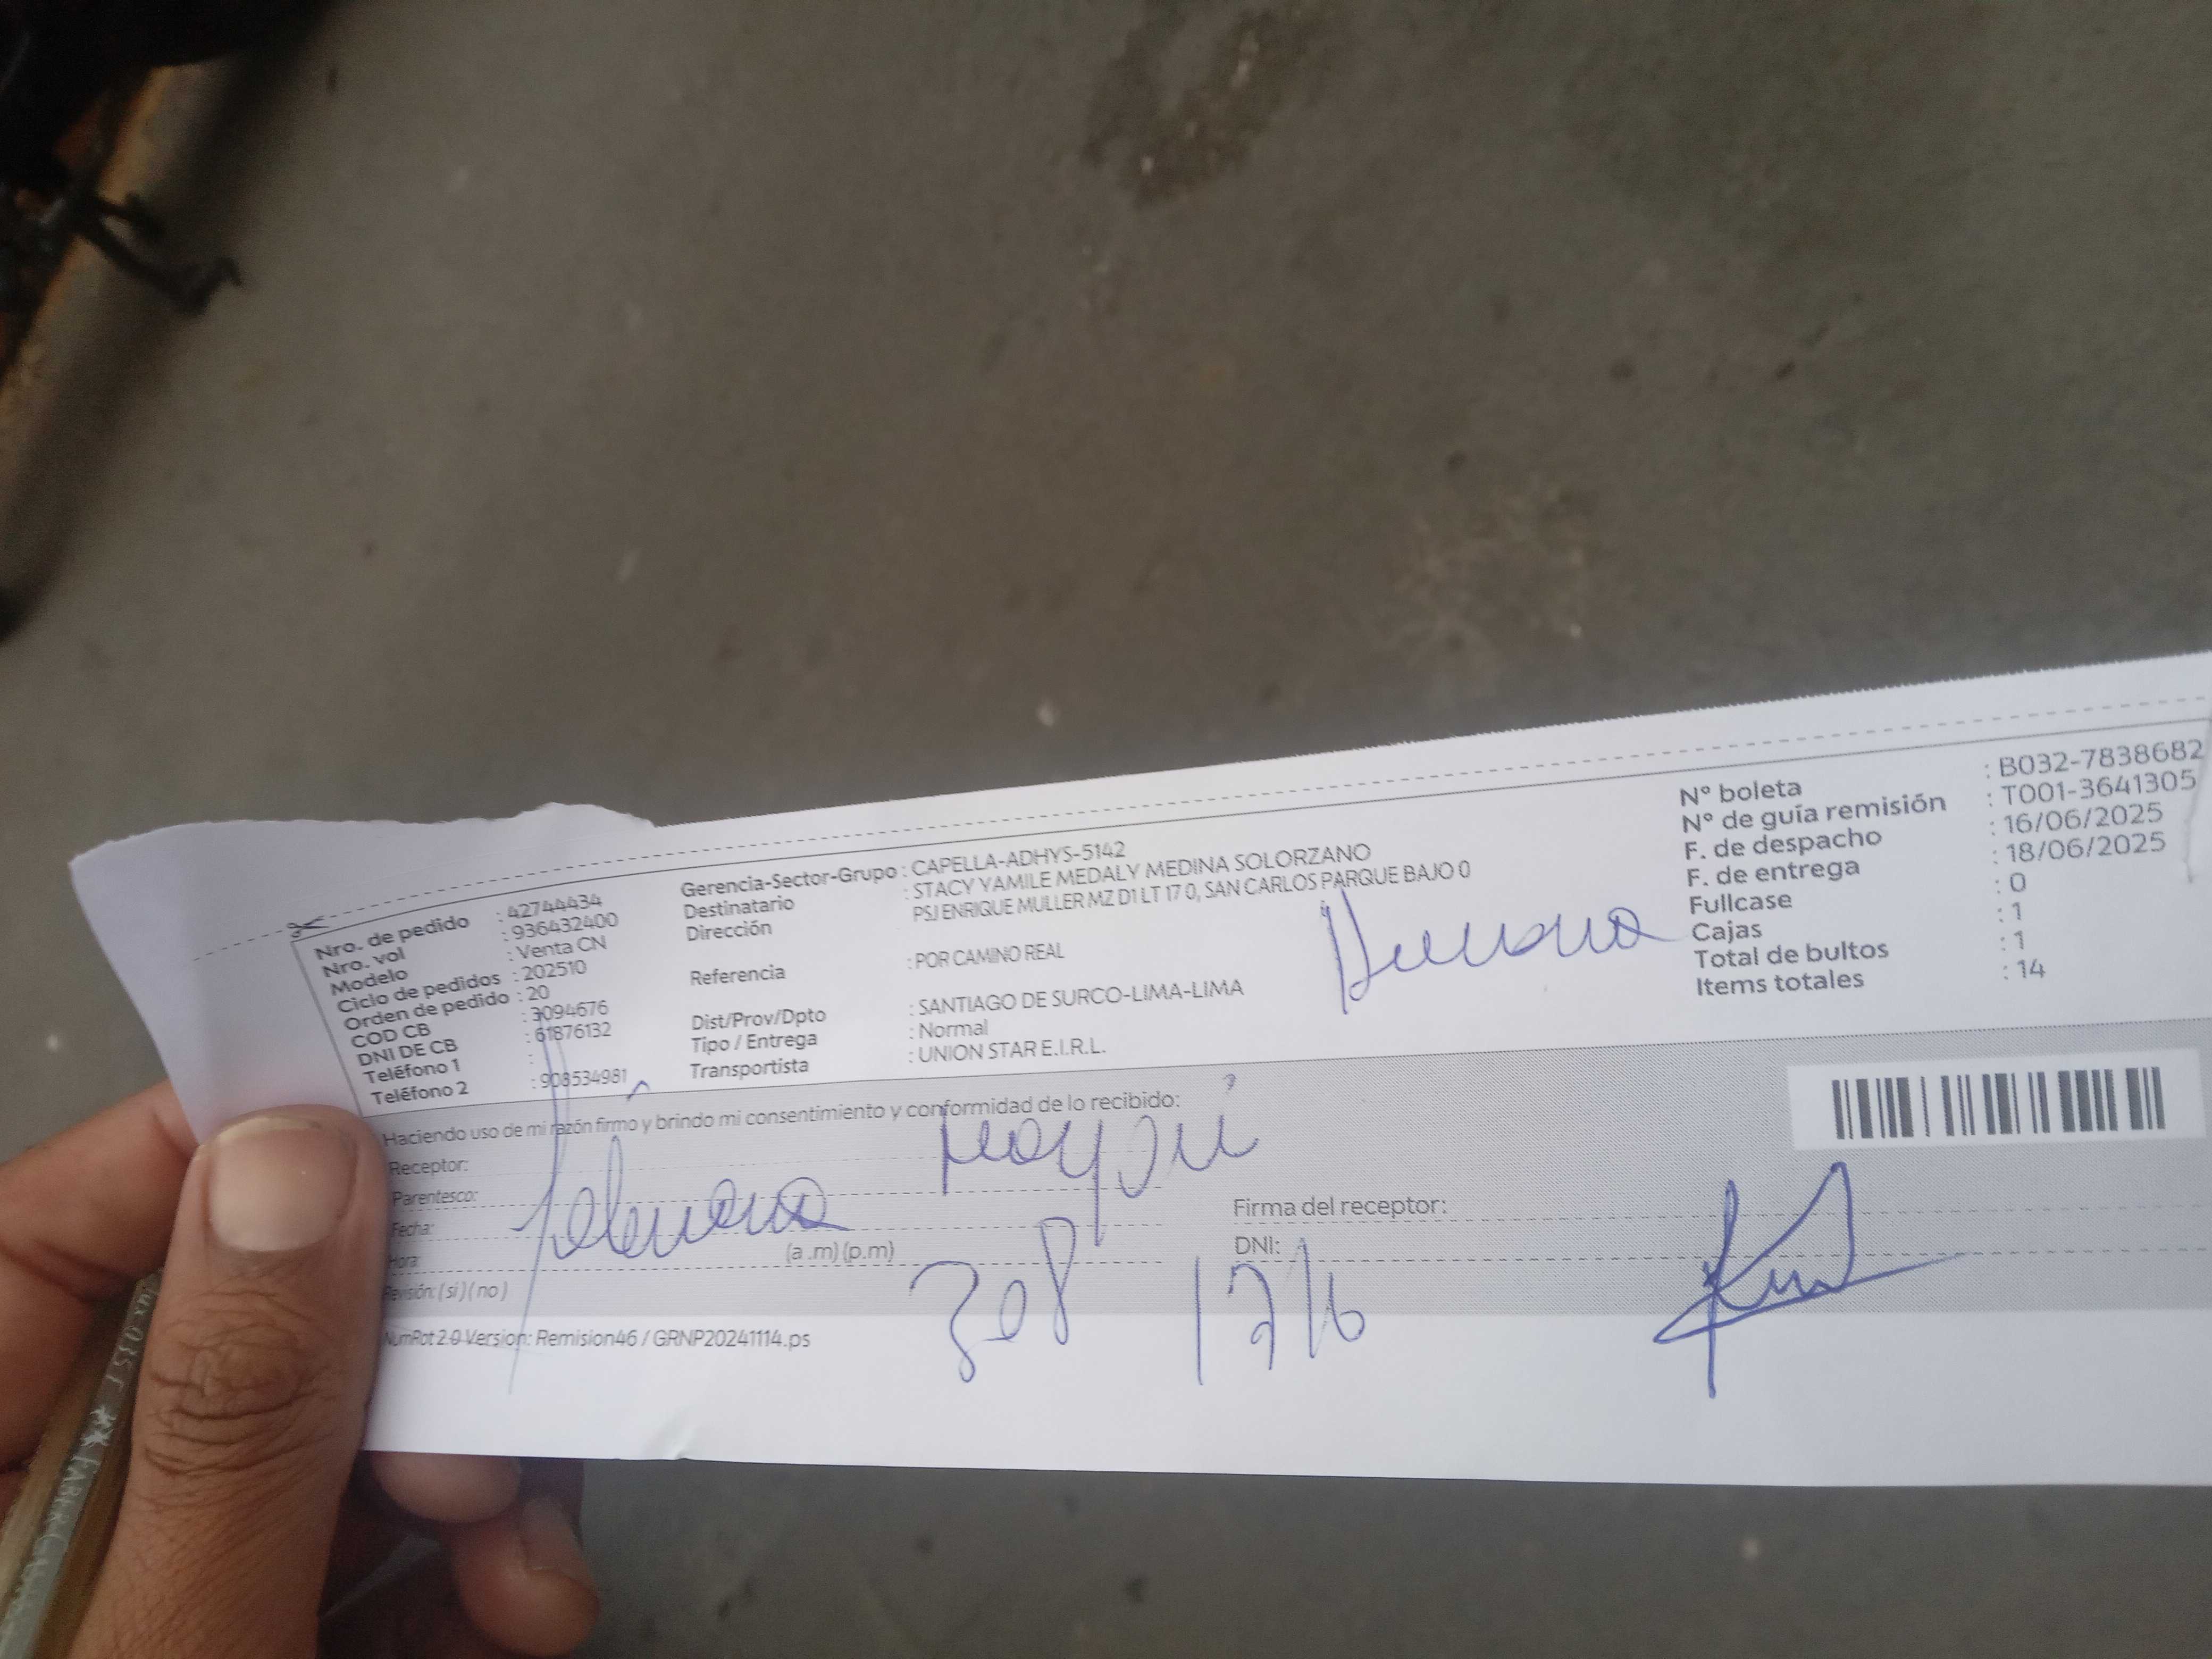 Nro. de pedido : 42744434
Nro. vol : 936432400
Modelo : Venta CN
Ciclo de pedidos : 202510
Orden de pedido : 20
COD CB : 3094676
DNI DE CB : 61876132
Teléfono 1 :
Teléfono 2 : 908534981
Gerencia-Sector-Grupo : CAPELLA-ADHYS-5142
Destinatario : STACY YAMILE MEDALY MEDINA SOLORZANO
Dirección PSJ ENRIQUE MULLER MZ D1 LT 17 0, SAN CARLOS PARQUE BAJO 0
Referencia : POR CAMINO REAL
Dist/Prov/Dpto : SANTIAGO DE SURCO-LIMA-LIMA
Tipo / Entrega : Normal
Transportista : UNION STAR E.I.R.L.
Nº boleta : B032-7838682
Nº de guía remisión : T001-3641305
F. de despacho : 16/06/2025
F. de entrega : 18/06/2025
Fullcase : 0
Cajas : 1
Total de bultos : 1
Items totales : 14
Hermana
Haciendo uso de mi razón firmo y brindo mi consentimiento y conformidad de lo recibido:
Receptor:
Parentesco:
Fecha:
Hora: (a .m) (p.m)
Revisión: ( si ) ( no )
308 17/6
Firma del receptor:
DNI:
NumRot 2.0 Version: Remision46 / GRNP20241114.ps